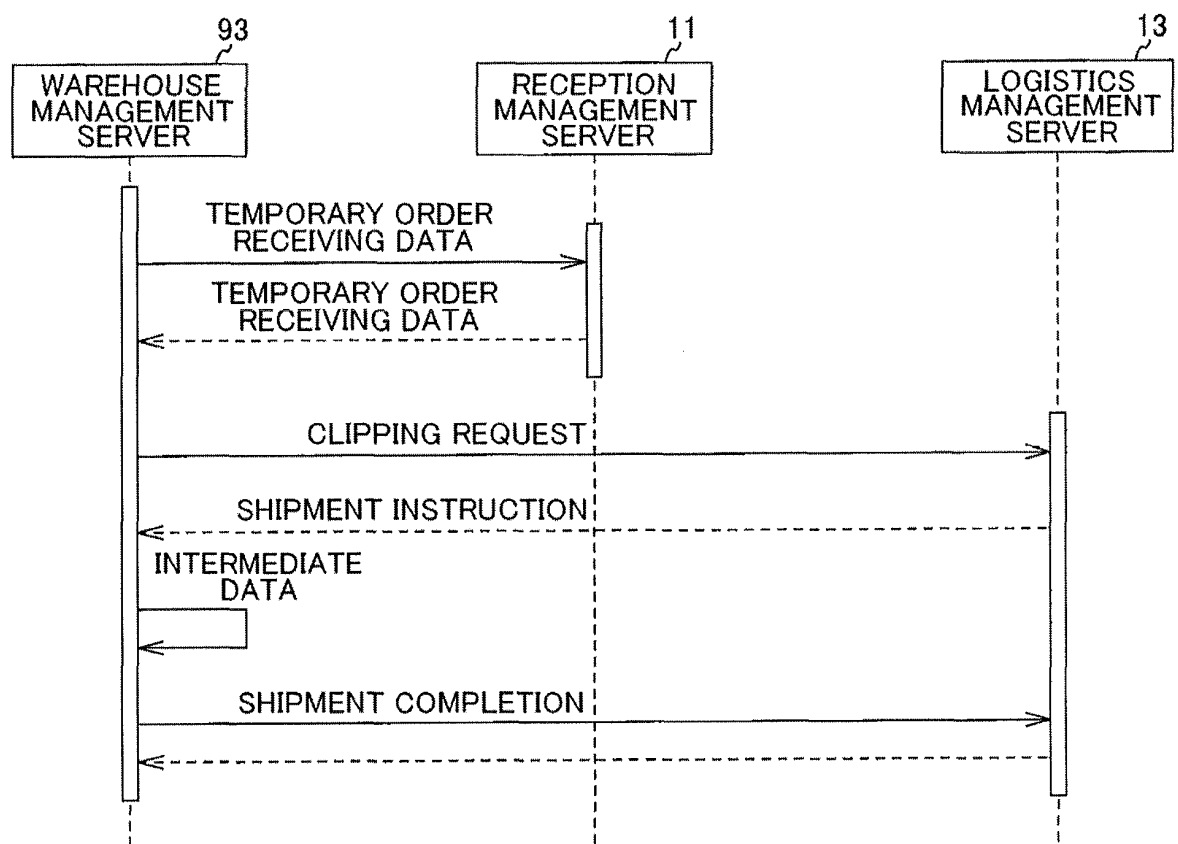 93
11
13
WAREHOUSE
MANAGEMENT
SERVER
RECEPTION
MANAGEMENT
SERVER
LOGISTICS
MANAGEMENT
SERVER
TEMPORARY ORDER
RECEIVING DATA
TEMPORARY ORDER
RECEIVING DATA
CLIPPING REQUEST
SHIPMENT INSTRUCTION
INTERMEDIATE
DATA
SHIPMENT COMPLETION